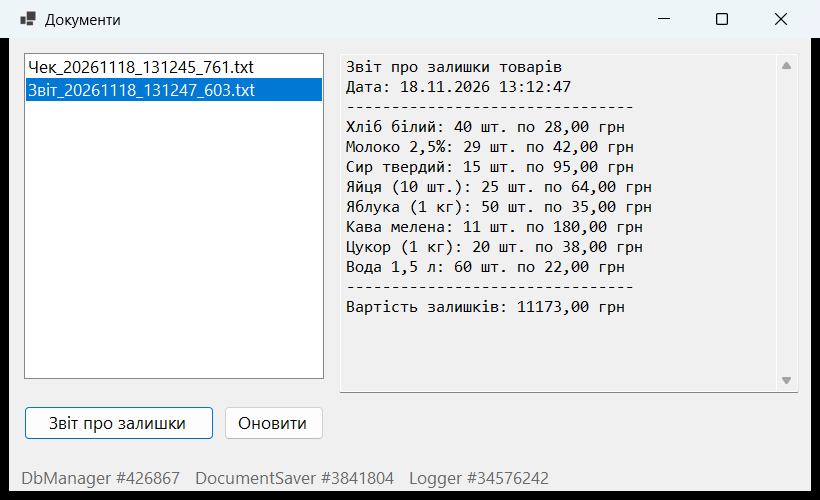 Документи
Чек_20261118_131245_761.txt
Звіт_20261118_131247_603.txt
Звіт про залишки товарів
Дата: 18.11.2026 13:12:47
--------------------------------
Хліб білий: 40 шт. по 28,00 грн
Молоко 2,5%: 29 шт. по 42,00 грн
Сир твердий: 15 шт. по 95,00 грн
Яйця (10 шт.): 25 шт. по 64,00 грн
Яблука (1 кг): 50 шт. по 35,00 грн
Кава мелена: 11 шт. по 180,00 грн
Цукор (1 кг): 20 шт. по 38,00 грн
Вода 1,5 л: 60 шт. по 22,00 грн
--------------------------------
Вартість залишків: 11173,00 грн
Звіт про залишки Оновити
DbManager #426867 DocumentSaver #3841804 Logger #34576242